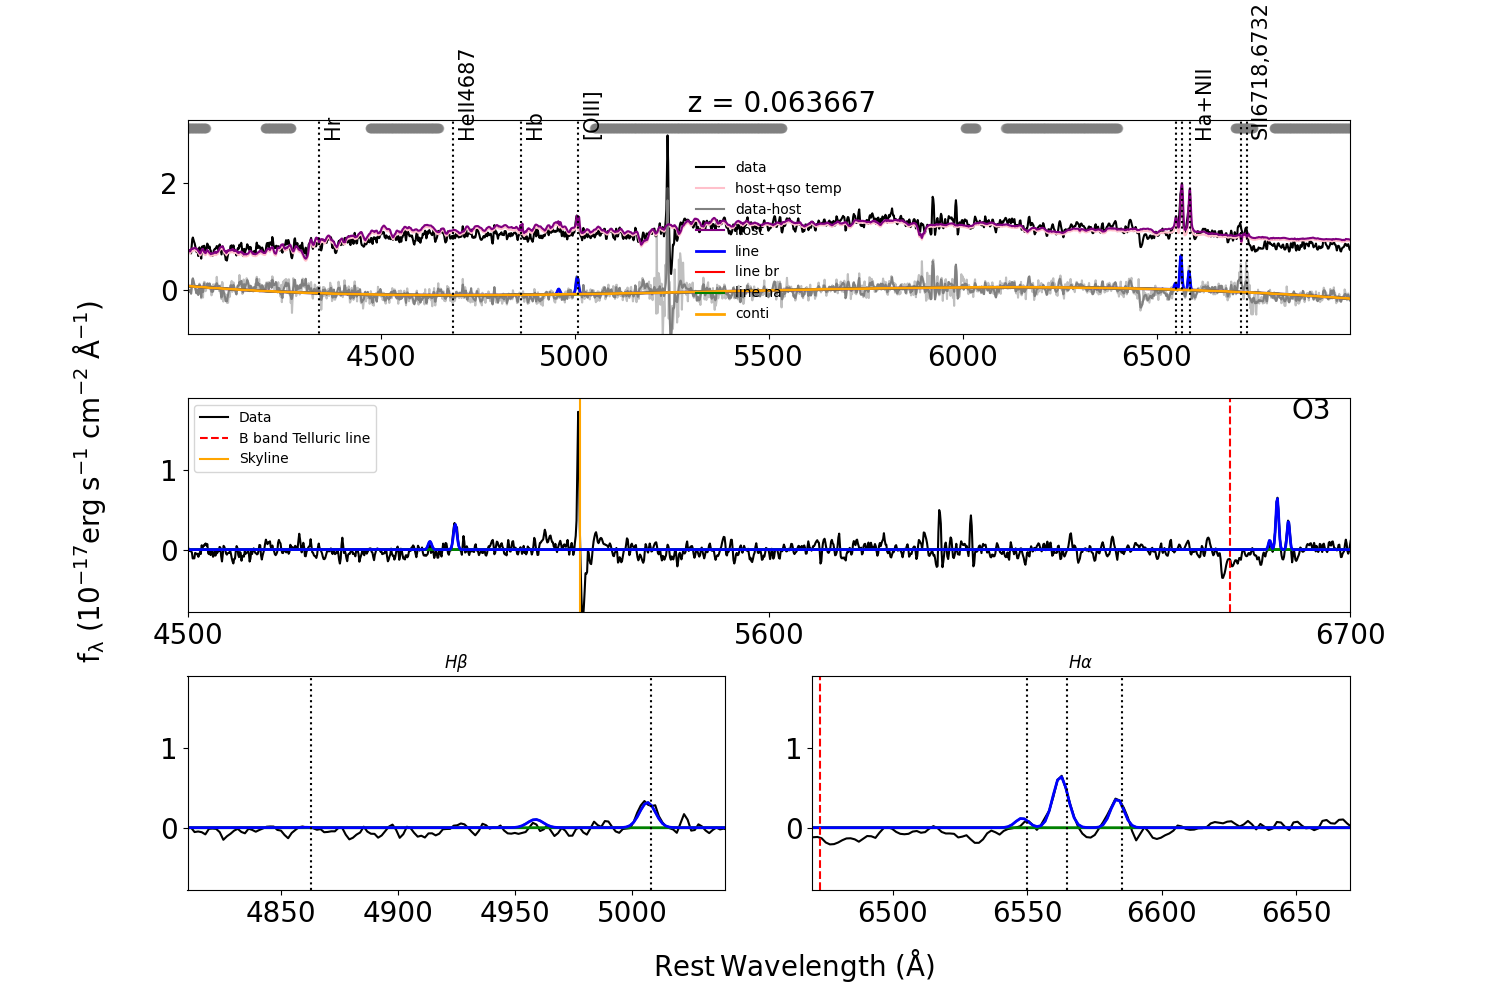 z = 0.063667
Hr
HeII4687
Hb
[OIII]
Ha+NII
SII6718,6732
data
host+qso temp
data-host
host
line
line br
line na
conti
2
0
4500 5000 5500 6000 6500
O3
Data
B band Telluric line
Skyline
1
0
4500 5600 6700
fλ (10−17erg s−1 cm−2 Å−1)
Hβ
1
0
4850 4900 4950 5000
Hα
1
0
6500 6550 6600 6650
Rest Wavelength (Å)